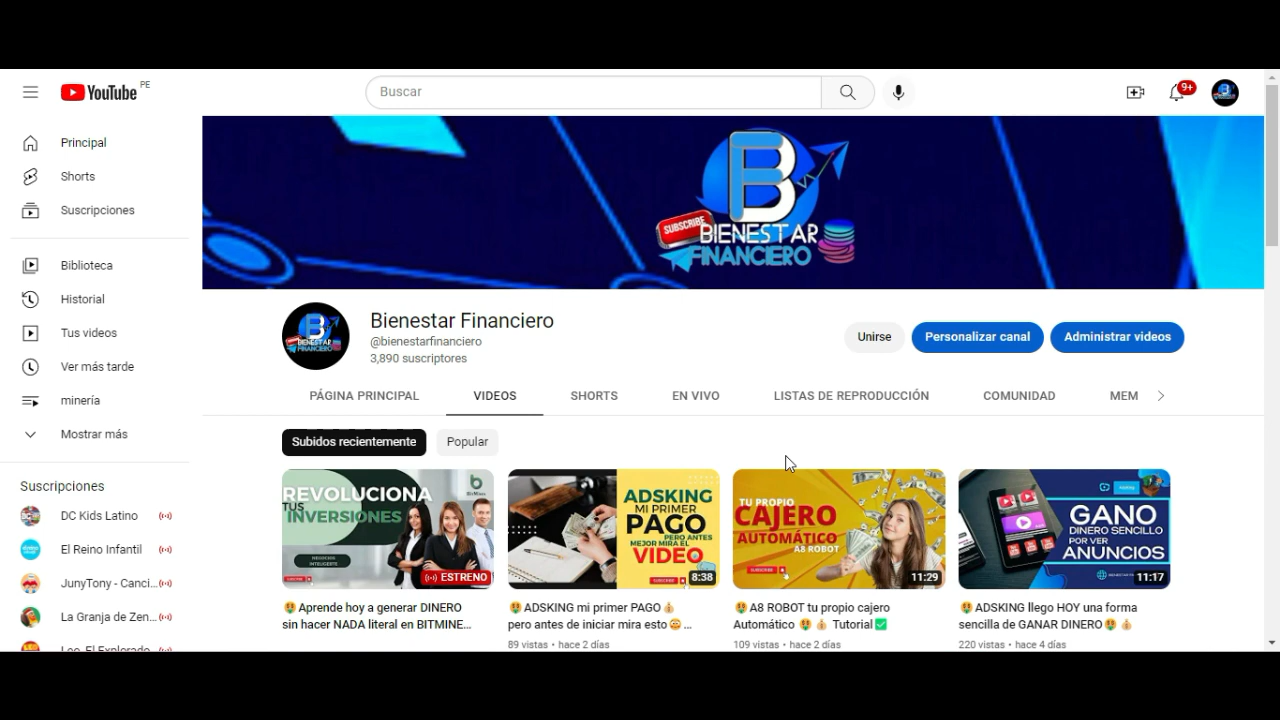 YouTube PE
Buscar
9+
Principal
Shorts
Suscripciones
Biblioteca
Historial
Tus videos
Ver más tarde
minería
Mostrar más
Suscripciones
DC Kids Latino
El Reino Infantil
JunyTony - Canci...
La Granja de Zen...
Leo, El Explorado
SUBSCRIBE
BIENESTAR
FINANCIERO
Bienestar Financiero
@bienestarfinanciero
3,890 suscriptores
Unirse
Personalizar canal
Administrar videos
PÁGINA PRINCIPAL
VIDEOS
SHORTS
EN VIVO
LISTAS DE REPRODUCCIÓN
COMUNIDAD
MEM
Subidos recientemente
Popular
REVOLUCIONA
TUS
INVERSIONES
NEGOCIOS
INTELIGENTE
ESTRENO
🤑Aprende hoy a generar DINERO
sin hacer NADA literal en BITMINE...
ADSKING
MI PRIMER
PAGO
PERO ANTES
MEJOR MIRA EL
VIDEO
8:38
🤑ADSKING mi primer PAGO💰
pero antes de iniciar mira esto😳...
89 vistas • hace 2 días
TU PROPIO
CAJERO
AUTOMÁTICO
A8 ROBOT
11:29
🤑A8 ROBOT tu propio cajero
Automático 🤑💰 Tutorial✅
109 vistas • hace 2 días
GANO
DINERO SENCILLO
POR VER
ANUNCIOS
11:17
🤑ADSKING llego HOY una forma
sencilla de GANAR DINERO🤑💰
220 vistas • hace 4 días